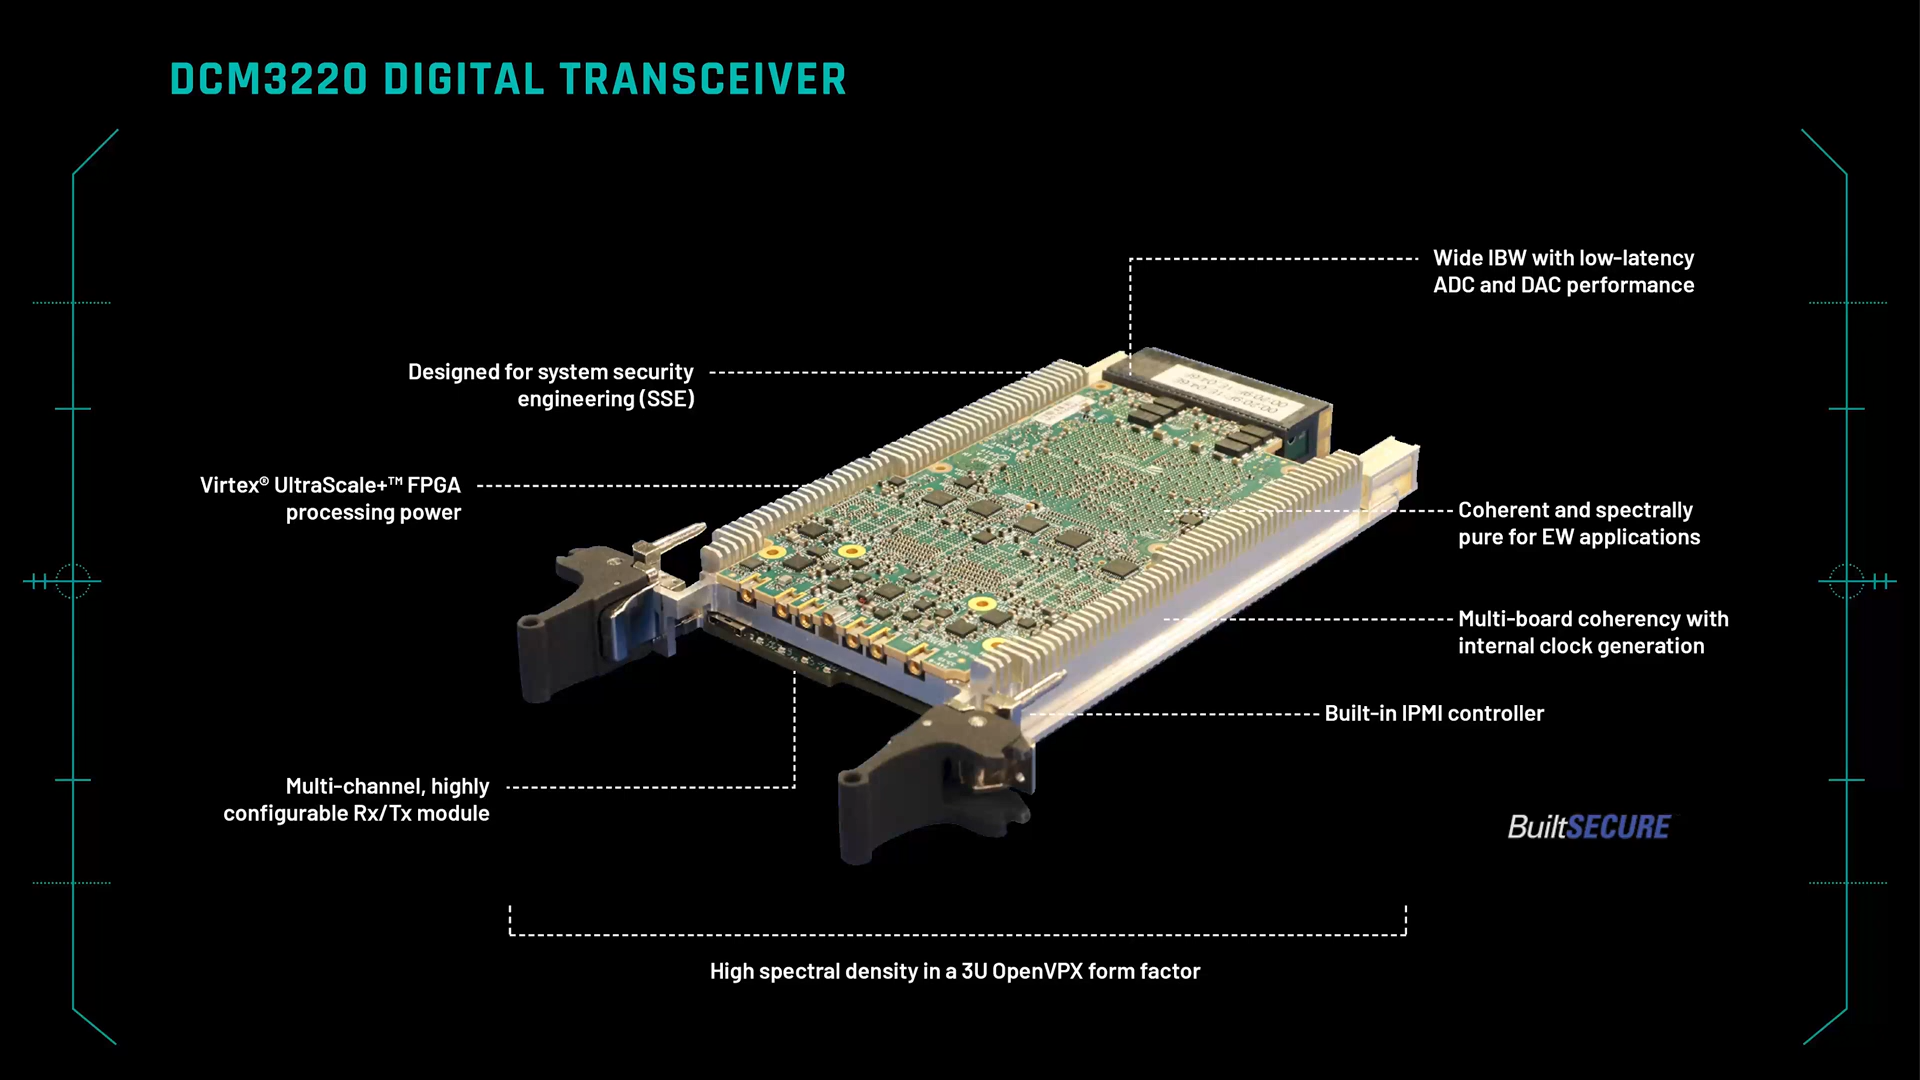 DCM3220 DIGITAL TRANSCEIVER
Wide IBW with low-latency
ADC and DAC performance
Designed for system security
engineering (SSE)
Virtex® UltraScale+™ FPGA
processing power
Coherent and spectrally
pure for EW applications
Multi-board coherency with
internal clock generation
Built-in IPMI controller
Multi-channel, highly
configurable Rx/Tx module
BuiltSECURE
High spectral density in a 3U OpenVPX form factor